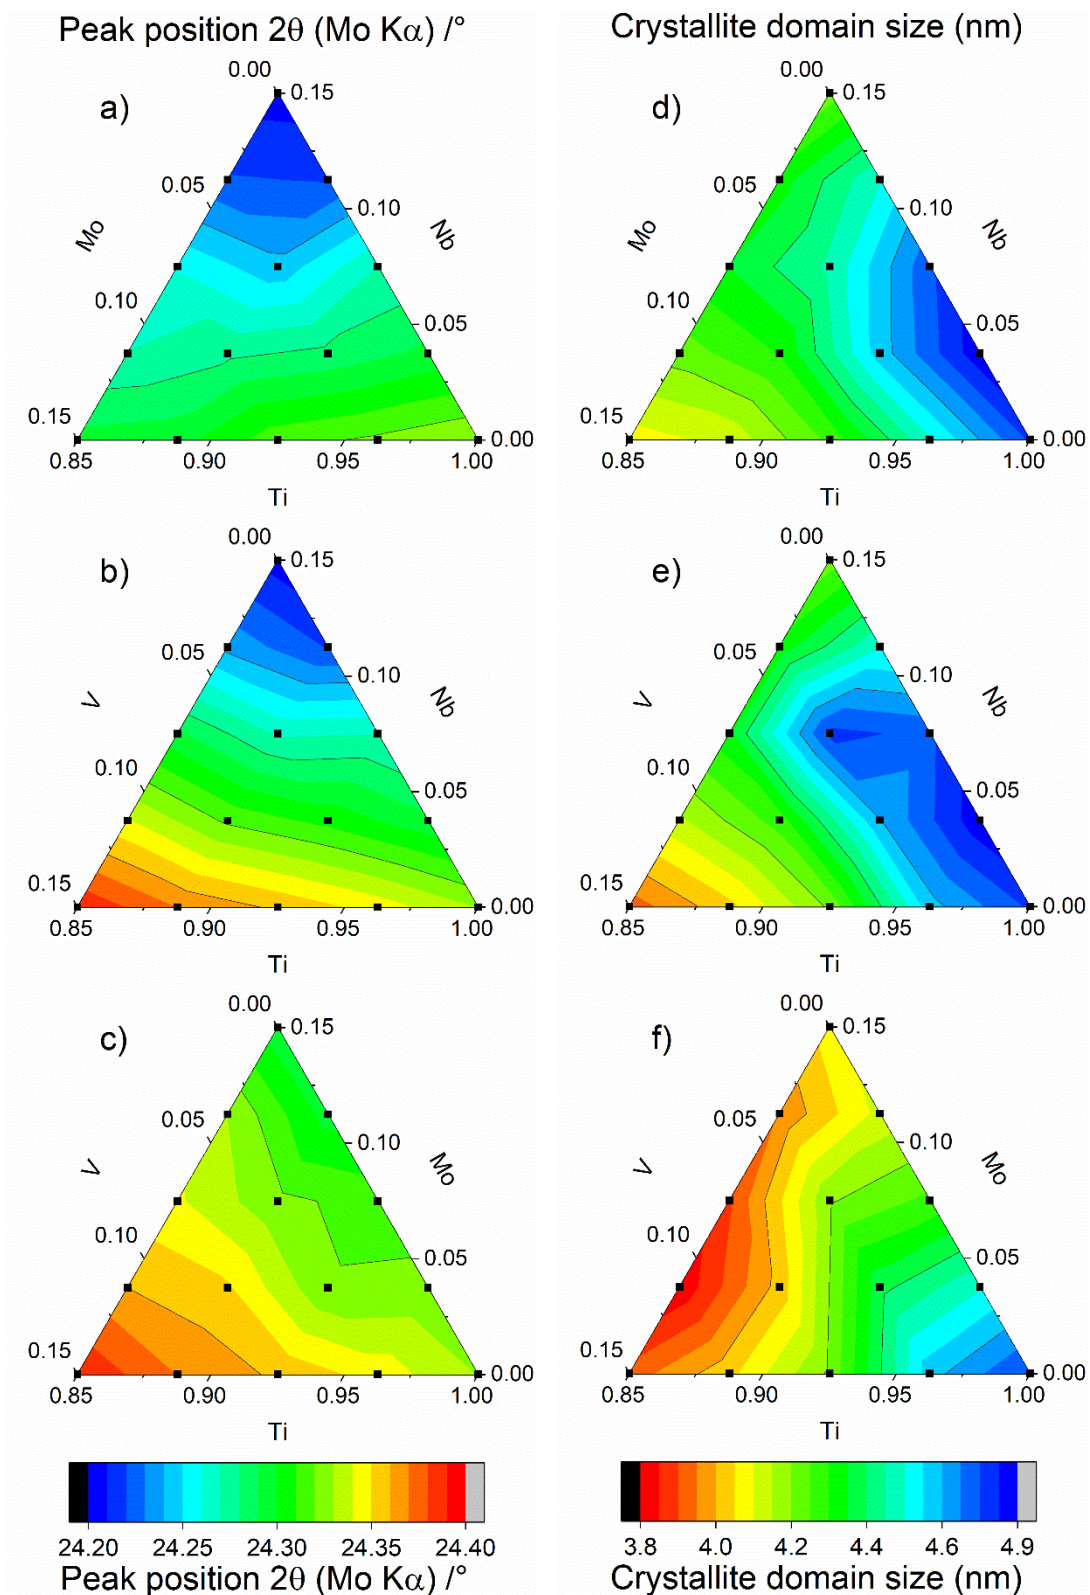 Peak position 2θ (Mo Kα) /°
Crystallite domain size (nm)
a)
0.00
0.15
0.05
0.10
Mo
Nb
0.10
0.05
0.15
0.00
0.85
0.90
0.95
1.00
Ti
d)
0.00
0.15
0.05
0.10
Mo
Nb
0.10
0.05
0.15
0.00
0.85
0.90
0.95
1.00
Ti
b)
0.00
0.15
0.05
0.10
V
Nb
0.10
0.05
0.15
0.00
0.85
0.90
0.95
1.00
Ti
e)
0.00
0.15
0.05
0.10
V
Nb
0.10
0.05
0.15
0.00
0.85
0.90
0.95
1.00
Ti
c)
0.00
0.15
0.05
0.10
V
Mo
0.10
0.05
0.15
0.00
0.85
0.90
0.95
1.00
Ti
f)
0.00
0.15
0.05
0.10
V
Mo
0.10
0.05
0.15
0.00
0.85
0.90
0.95
1.00
Ti
24.20 24.25 24.30 24.35 24.40
Peak position 2θ (Mo Kα) /°
3.8 4.0 4.2 4.4 4.6 4.9
Crystallite domain size (nm)